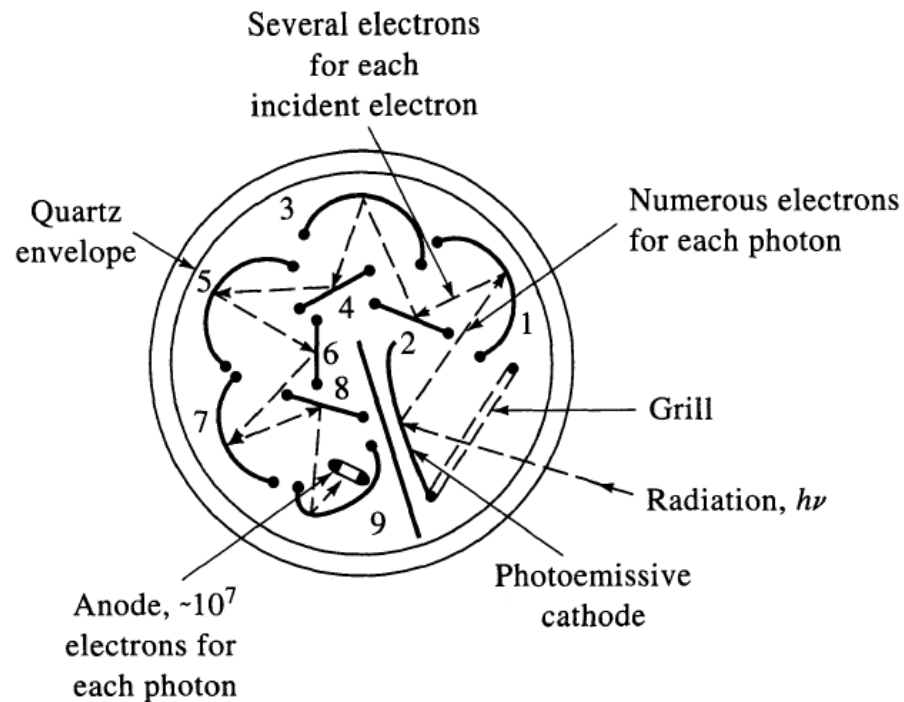 Several electrons
for each
incident electron
Quartz
envelope
Numerous electrons
for each photon
3
5
4
1
2
6
8
7
Grill
Radiation, hν
9
Photoemissive
cathode
Anode, ~10⁷
electrons for
each photon